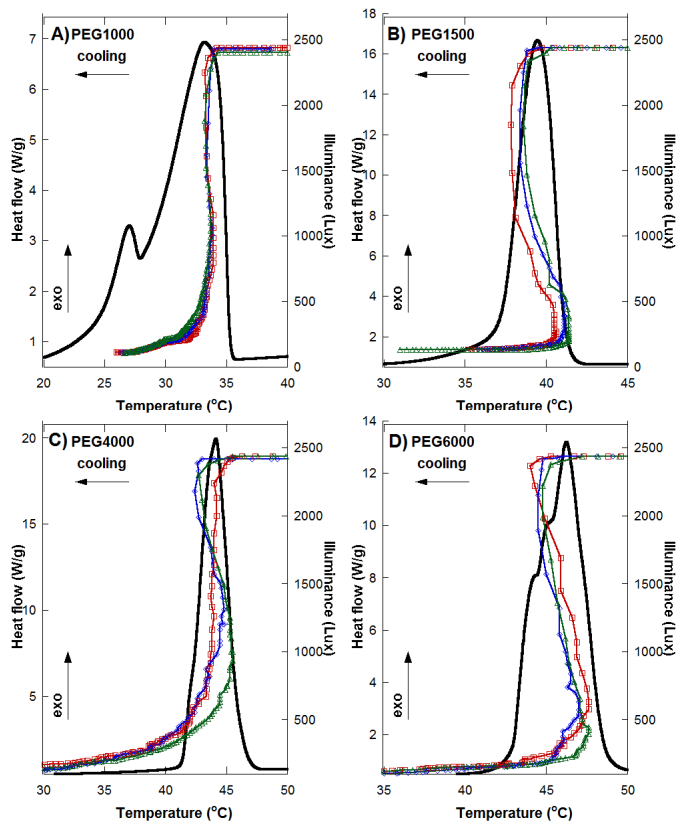 A) PEG1000
cooling
Heat flow (W/g)
exo
7
6
5
4
3
2
1
2500
2000
1500
1000
500
0
Illuminance (Lux)
20 25 30 35 40
Temperature (°C)
B) PEG1500
cooling
Heat flow (W/g)
exo
18
16
14
12
10
8
6
4
2
2500
2000
1500
1000
500
0
Illuminance (Lux)
30 35 40 45
Temperature (°C)
C) PEG4000
cooling
Heat flow (W/g)
exo
20
15
10
5
2500
2000
1500
1000
500
Illuminance (Lux)
30 35 40 45 50
Temperature (°C)
D) PEG6000
cooling
Heat flow (W/g)
exo
14
12
10
8
6
4
2
2500
2000
1500
1000
500
Illuminance (Lux)
35 40 45 50
Temperature (°C)